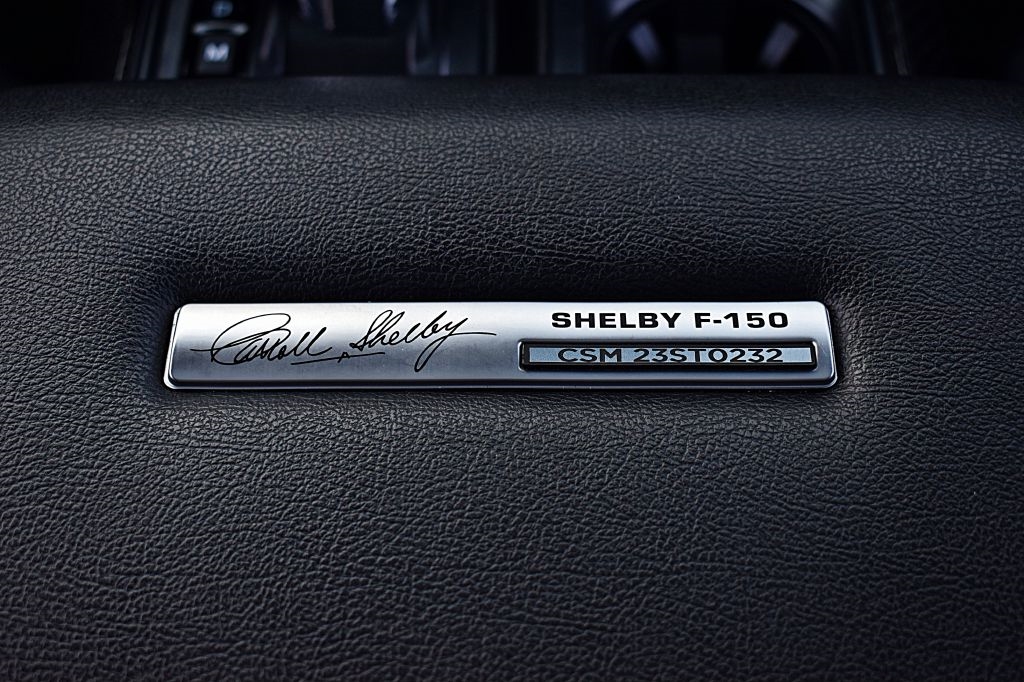 M
Carroll Shelby
SHELBY F-150
CSM 23ST0232